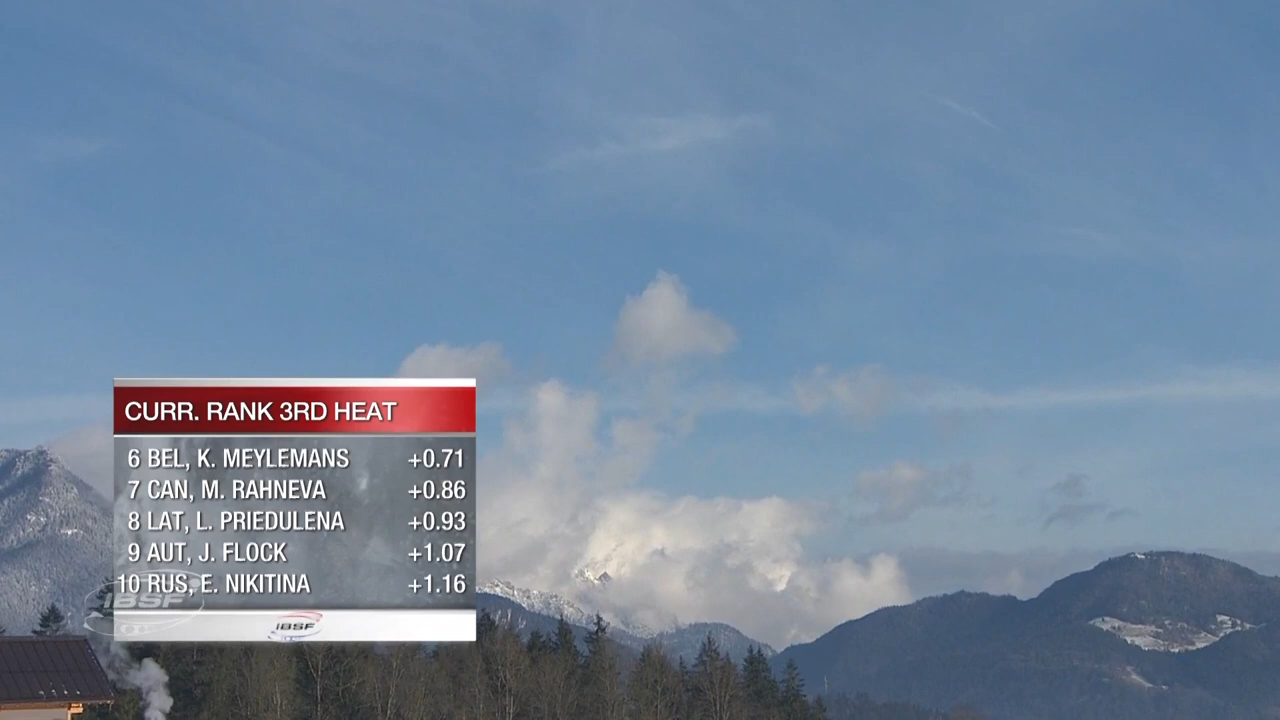 CURR. RANK 3RD HEAT
6 BEL, K. MEYLEMANS +0.71
7 CAN, M. RAHNEVA +0.86
8 LAT, L. PRIEDULENA +0.93
9 AUT, J. FLOCK +1.07
10 RUS, E. NIKITINA +1.16
IBSF
IBSF